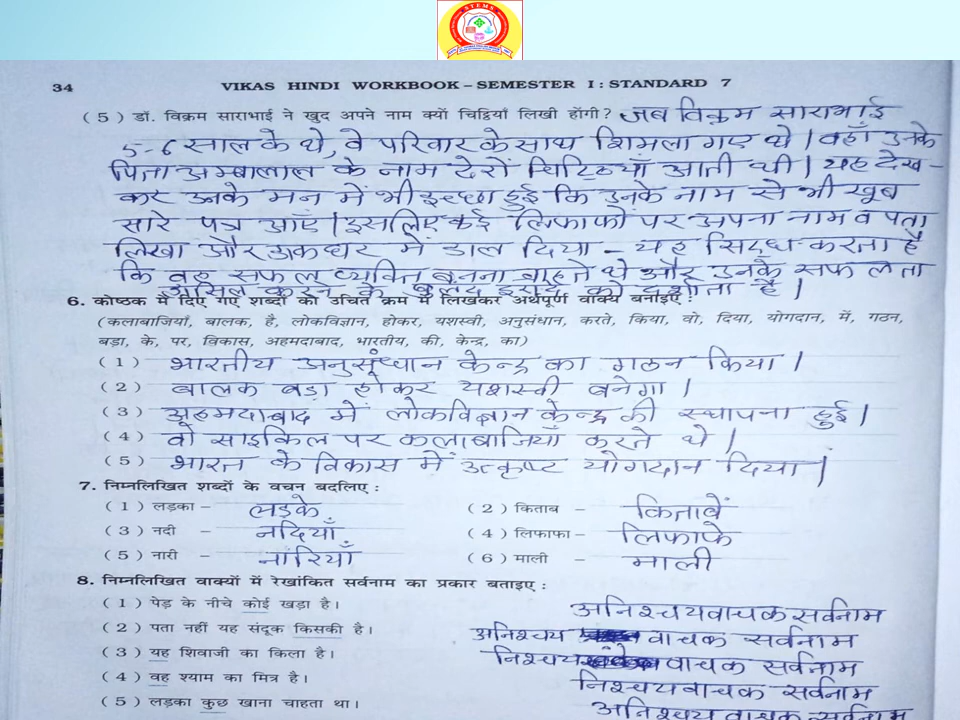 STEMS
34 VIKAS HINDI WORKBOOK – SEMESTER I : STANDARD 7
(5) डॉ. विक्रम साराभाई ने खुद अपने नाम क्यों चिट्ठियाँ लिखी होंगी? जब विक्रम साराभाई
5-6 साल के थे, वे परिवार के साथ शिमला गए थे। वहाँ उनके
पिता अम्बालाल के नाम ढेरों चिट्ठियाँ आती थी। यह देख-
कर उनके मन में भी इच्छा हुई कि उनके नाम से भी खूब
सारे पत्र आएँ। इसलिए कई लिफाफों पर अपना नाम व पता
लिखा और डाकघर में डाल दिया – यह सिद्ध करता है
कि वह सफल व्यक्ति बनना चाहते थे और उनके सफलता
हासिल करने के बुलंद इरादे को दर्शाता है।
6. कोष्ठक में दिए गए शब्दों को उचित क्रम में लिखकर अर्थपूर्ण वाक्य बनाइए :
(कलाबाजियाँ, बालक, है, लोकविज्ञान, होकर, यशस्वी, अनुसंधान, करते, किया, वो, दिया, योगदान, में, गठन,
बड़ा, के, पर, विकास, अहमदाबाद, भारतीय, की, केन्द्र, का)
(1) भारतीय अनुसंधान केन्द्र का गठन किया।
(2) बालक बड़ा होकर यशस्वी बनेगा।
(3) अहमदाबाद में लोकविज्ञान केन्द्र की स्थापना हुई।
(4) वो साइकिल पर कलाबाजियाँ करते थे।
(5) भारत के विकास में उत्कृष्ट योगदान दिया।
7. निम्नलिखित शब्दों के वचन बदलिए :
(1) लड़का – लड़के (2) किताब – किताबें
(3) नदी – नदियाँ (4) लिफाफा – लिफाफे
(5) नारी – नारियाँ (6) माली – माली
8. निम्नलिखित वाक्यों में रेखांकित सर्वनाम का प्रकार बताइए :
(1) पेड़ के नीचे कोई खड़ा है। अनिश्चयवाचक सर्वनाम
(2) पता नहीं यह संदूक किसकी है। अनिश्चय वाचक सर्वनाम
(3) यह शिवाजी का किला है। निश्चय वाचक सर्वनाम
(4) वह श्याम का मित्र है। निश्चयवाचक सर्वनाम
(5) लड़का कुछ खाना चाहता था। अनिश्चयवाचक सर्वनाम